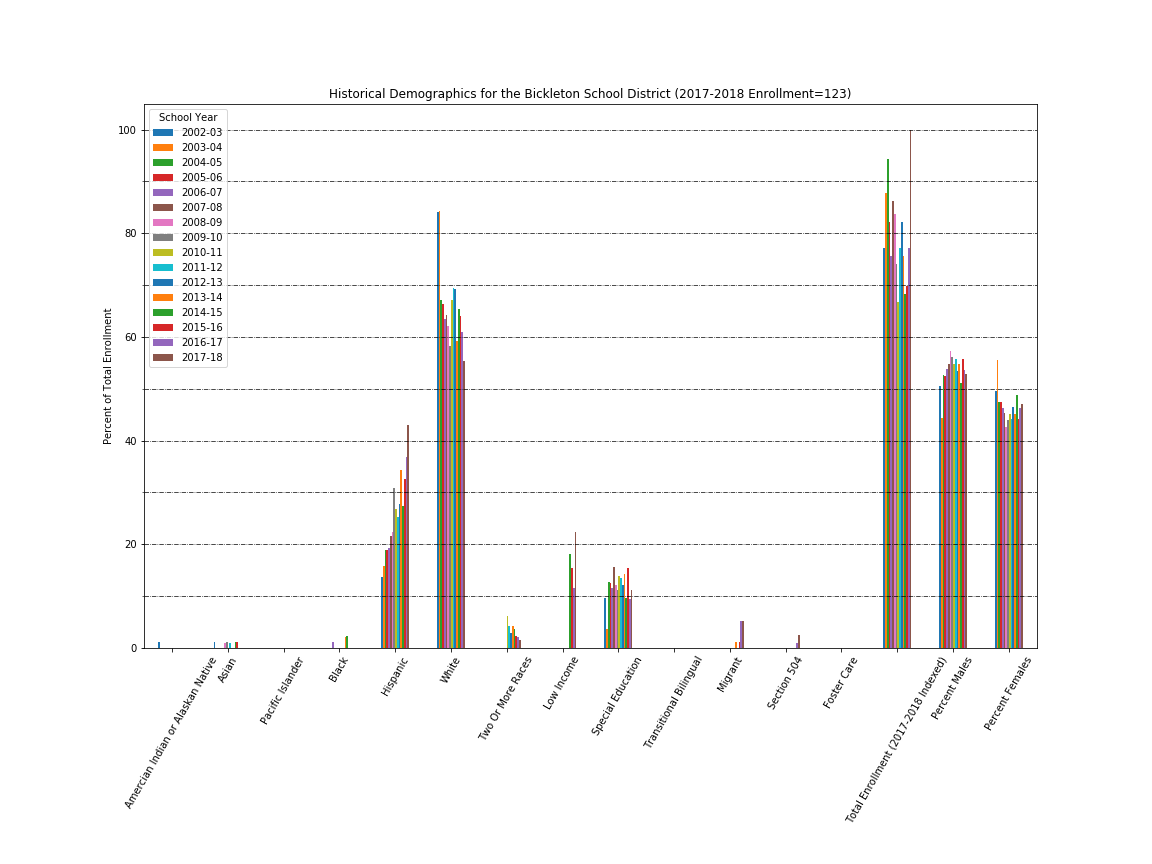 Historical Demographics for the Bickleton School District (2017-2018 Enrollment=123)
School Year
2002-03
2003-04
2004-05
2005-06
2006-07
2007-08
2008-09
2009-10
2010-11
2011-12
2012-13
2013-14
2014-15
2015-16
2016-17
2017-18
Percent of Total Enrollment
100
80
60
40
20
0
Amercian Indian or Alaskan Native
Asian
Pacific Islander
Black
Hispanic
White
Two Or More Races
Low Income
Special Education
Transitional Bilingual
Migrant
Section 504
Foster Care
Total Enrollment (2017-2018 Indexed)
Percent Males
Percent Females